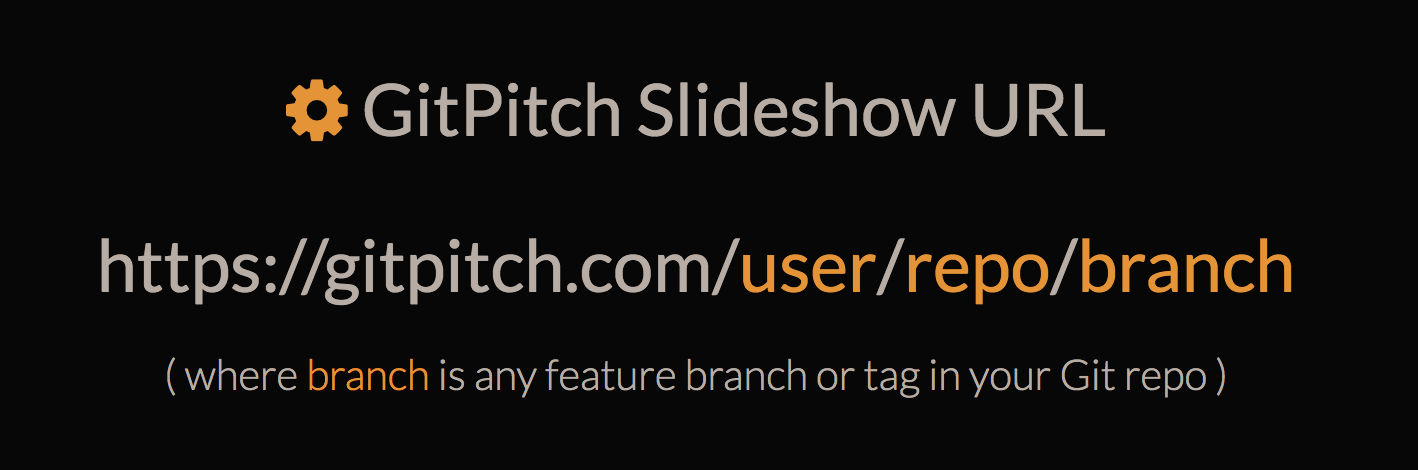 GitPitch Slideshow URL
https://gitpitch.com/user/repo/branch
( where branch is any feature branch or tag in your Git repo )